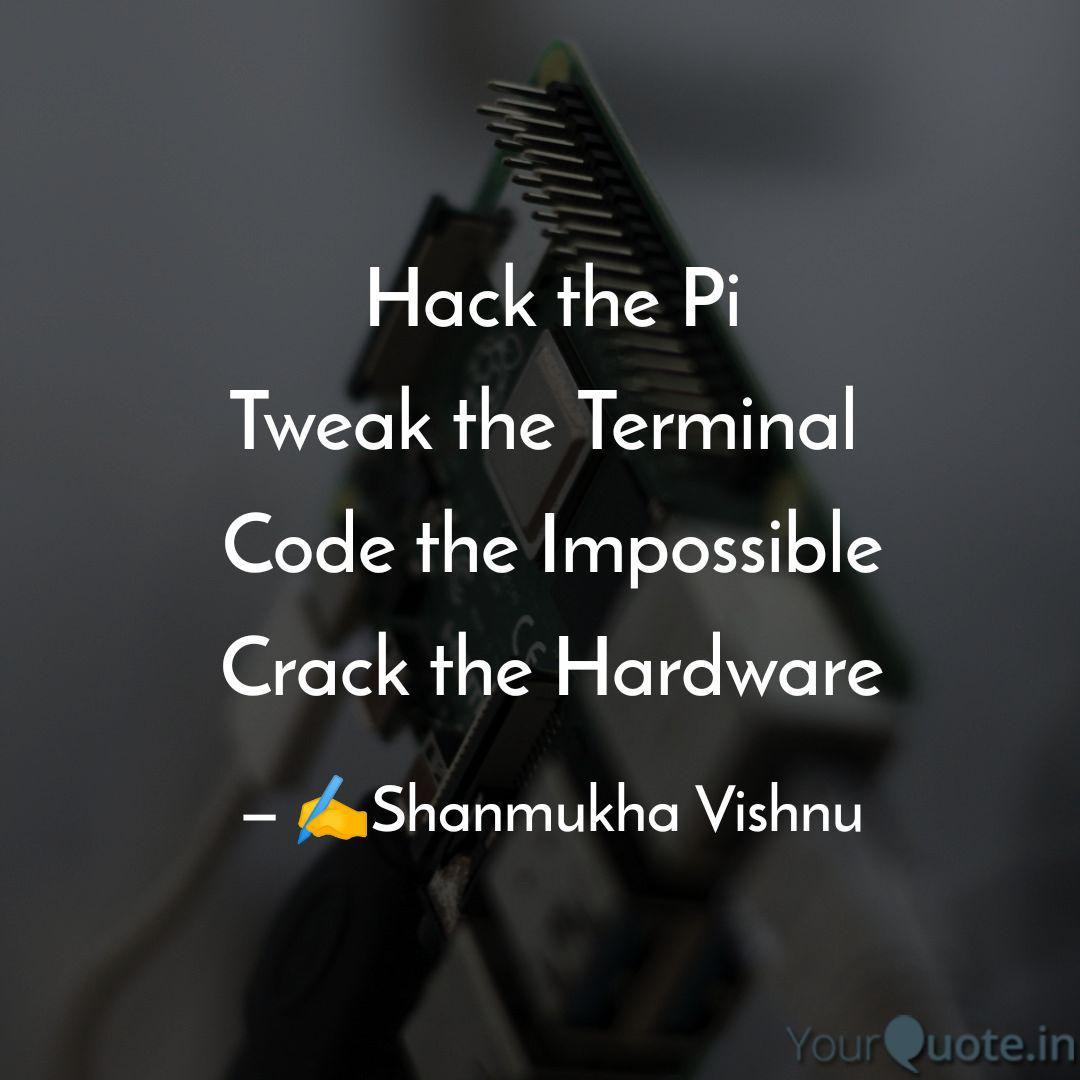 Hack the Pi
Tweak the Terminal
Code the Impossible
Crack the Hardware
– ✍Shanmukha Vishnu
YourQuote.in